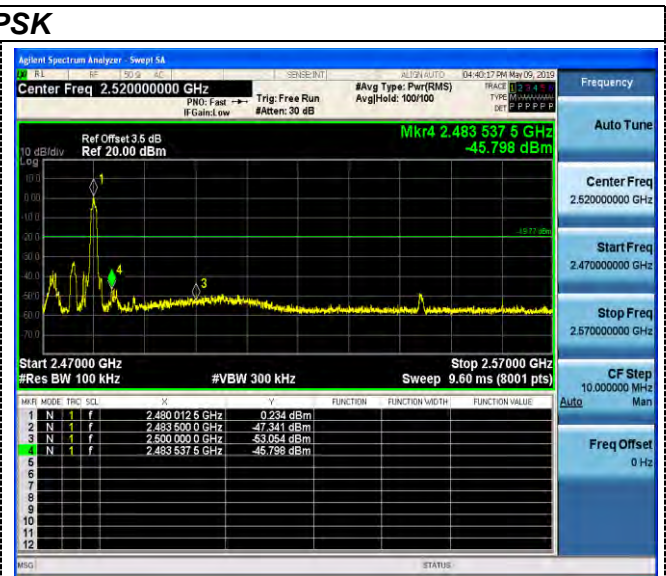 PSK
Agilent Spectrum Analyzer - Swept SA
RL RF 50 Ω AC SENSE:INT ALIGN AUTO 04:40:17 PM May 09, 2019
Center Freq 2.520000000 GHz
PNO: Fast
IFGain:Low
Trig: Free Run
#Atten: 30 dB
#Avg Type: Pwr(RMS)
Avg|Hold: 100/100
TRACE 1 2 3 4 5 6
TYPE
DET P P P P P P
Mkr4 2.483 537 5 GHz
-45.798 dBm
Ref Offset 3.5 dB
10 dB/div Ref 20.00 dBm
Log
10.0
0.00
-10.0
-20.0
-30.0
-40.0
-50.0
-60.0
-70.0
1
4
3
-19.77 dBm
Start 2.47000 GHz Stop 2.57000 GHz
#Res BW 100 kHz #VBW 300 kHz Sweep 9.60 ms (8001 pts)
MKR MODE TRC SCL X Y FUNCTION FUNCTION WIDTH FUNCTION VALUE
1 N 1 f 2.480 012 5 GHz 0.234 dBm
2 N 1 f 2.483 500 0 GHz -47.341 dBm
3 N 1 f 2.500 000 0 GHz -53.054 dBm
4 N 1 f 2.483 537 5 GHz -45.798 dBm
5
6
7
8
9
10
11
12
MSG STATUS
Frequency
Auto Tune
Center Freq
2.520000000 GHz
Start Freq
2.470000000 GHz
Stop Freq
2.570000000 GHz
CF Step
10.000000 MHz
Auto Man
Freq Offset
0 Hz